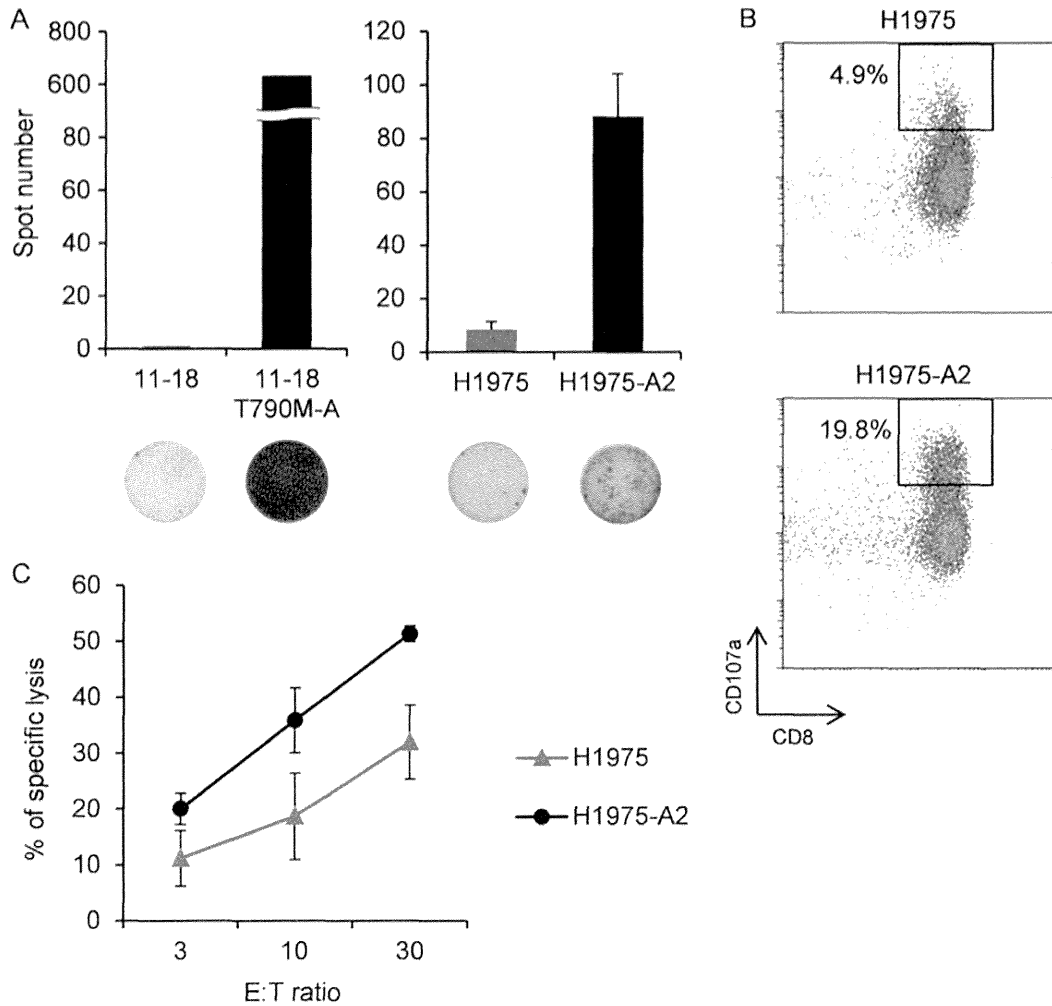 A
800
600
80
60
40
20
0
Spot number
11-18
11-18
T790M-A
120
100
80
60
40
20
0
H1975
H1975-A2
B
H1975
4.9%
H1975-A2
19.8%
CD107a
CD8
C
60
50
40
30
20
10
0
% of specific lysis
3
10
30
E:T ratio
H1975
H1975-A2